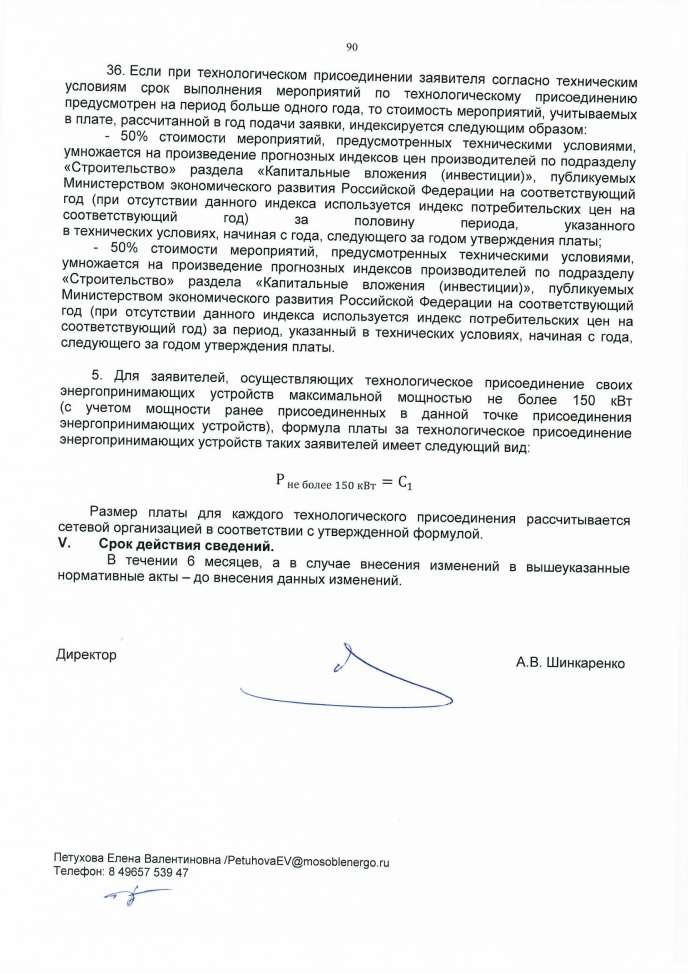 90
36. Если при технологическом присоединении заявителя согласно техническим
условиям срок выполнения мероприятий по технологическому присоединению
предусмотрен на период больше одного года, то стоимость мероприятий, учитываемых
в плате, рассчитанной в год подачи заявки, индексируется следующим образом:
- 50% стоимости мероприятий, предусмотренных техническими условиями,
умножается на произведение прогнозных индексов цен производителей по подразделу
«Строительство» раздела «Капитальные вложения (инвестиции)», публикуемых
Министерством экономического развития Российской Федерации на соответствующий
год (при отсутствии данного индекса используется индекс потребительских цен на
соответствующий год) за половину периода, указанного
в технических условиях, начиная с года, следующего за годом утверждения платы;
- 50% стоимости мероприятий, предусмотренных техническими условиями,
умножается на произведение прогнозных индексов производителей по подразделу
«Строительство» раздела «Капитальные вложения (инвестиции)», публикуемых
Министерством экономического развития Российской Федерации на соответствующий
год (при отсутствии данного индекса используется индекс потребительских цен на
соответствующий год) за период, указанный в технических условиях, начиная с года,
следующего за годом утверждения платы.
5. Для заявителей, осуществляющих технологическое присоединение своих
энергопринимающих устройств максимальной мощностью не более 150 кВт
(с учетом мощности ранее присоединенных в данной точке присоединения
энергопринимающих устройств), формула платы за технологическое присоединение
энергопринимающих устройств таких заявителей имеет следующий вид:
P не более 150 кВт = C1
Размер платы для каждого технологического присоединения рассчитывается
сетевой организацией в соответствии с утвержденной формулой.
V. Срок действия сведений.
В течении 6 месяцев, а в случае внесения изменений в вышеуказанные
нормативные акты – до внесения данных изменений.
Директор
А.В. Шинкаренко
Петухова Елена Валентиновна /PetuhovaEV@mosoblenergo.ru
Телефон: 8 49657 539 47